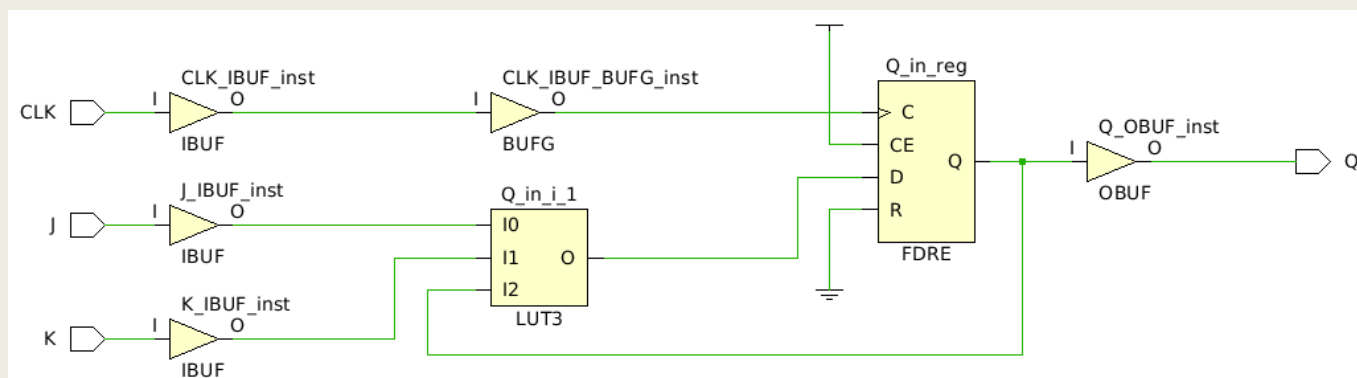 CLK
CLK_IBUF_inst
I
O
IBUF
CLK_IBUF_BUFG_inst
I
O
BUFG
J
J_IBUF_inst
I
O
IBUF
K
K_IBUF_inst
I
O
IBUF
Q_in_i_1
I0
I1
I2
O
LUT3
Q_in_reg
C
CE
D
R
Q
FDRE
Q_OBUF_inst
I
O
OBUF
Q